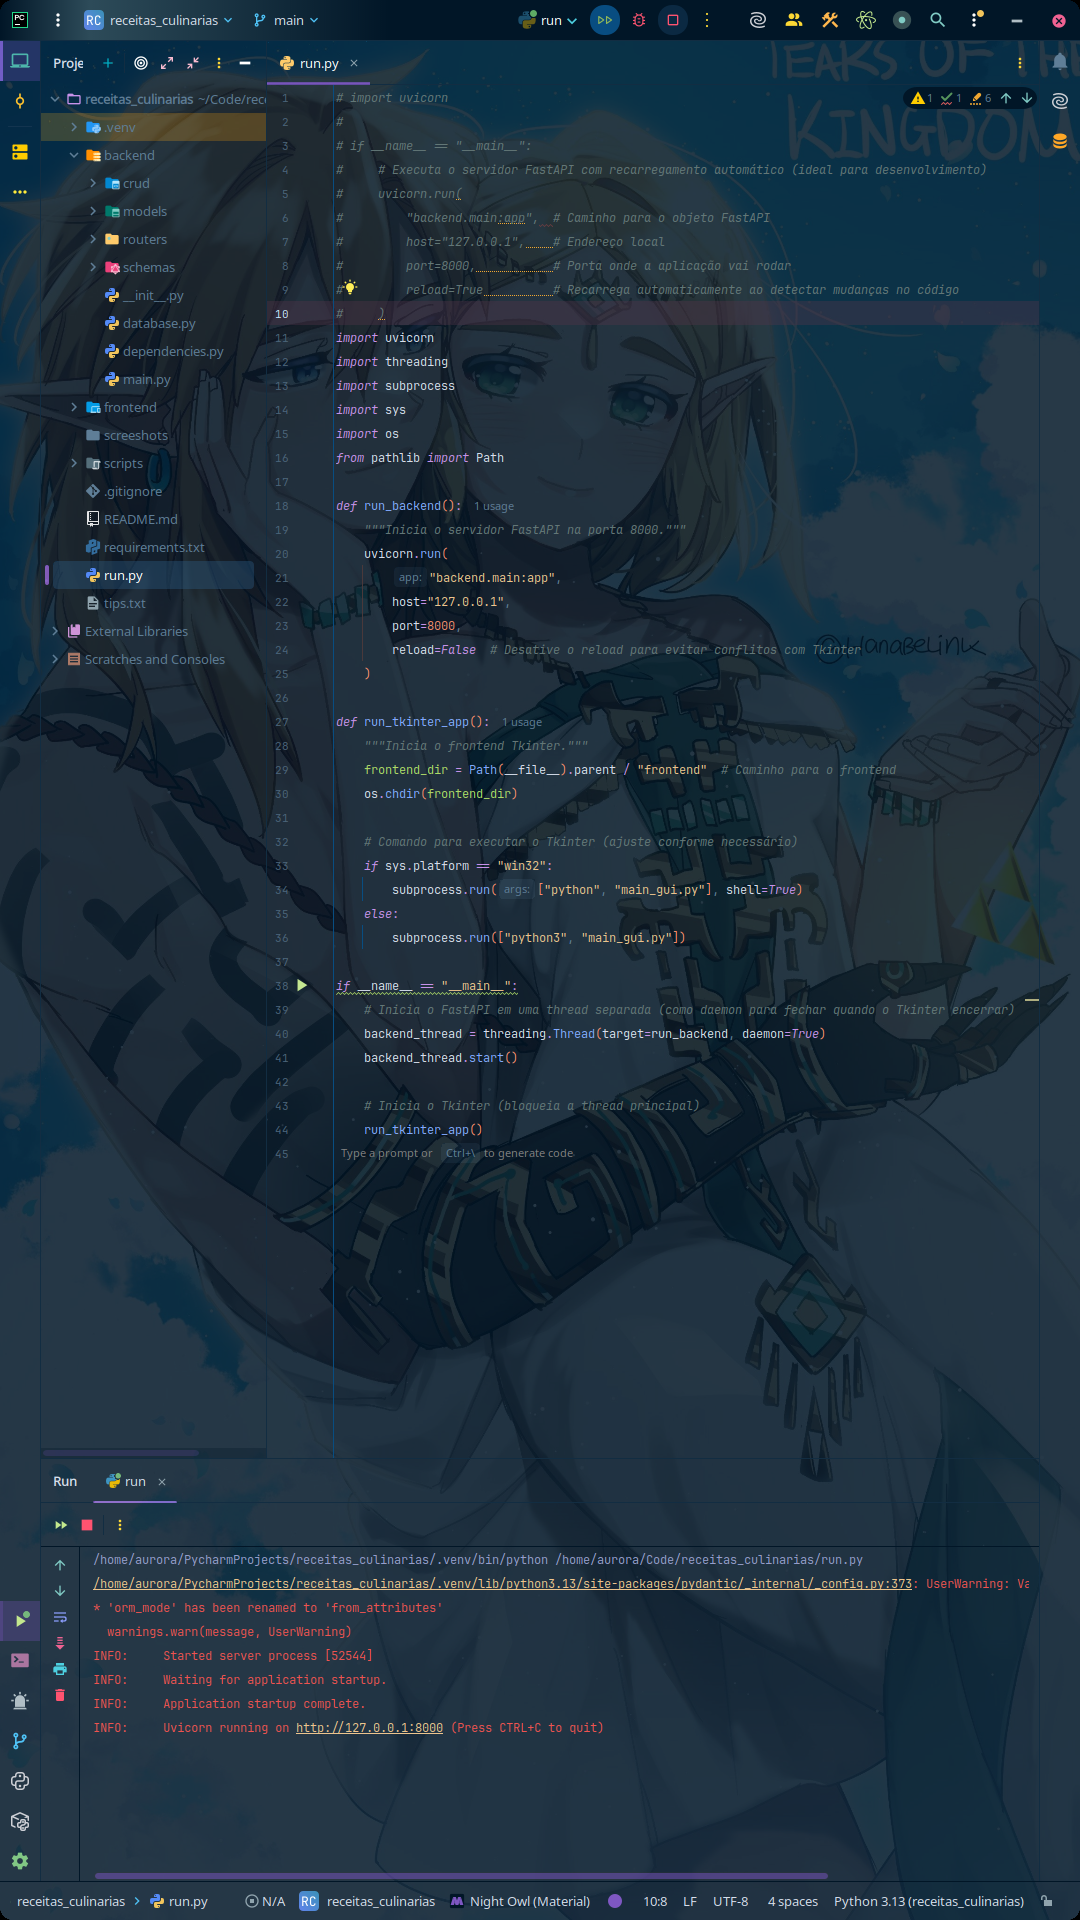 PC
RC receitas_culinarias main run
TEARS OF THE
KINGDOM
Proje
run.py
receitas_culinarias ~/Code/rece
.venv
backend
crud
models
routers
schemas
__init__.py
database.py
dependencies.py
main.py
frontend
screeshots
scripts
.gitignore
README.md
requirements.txt
run.py
tips.txt
External Libraries
Scratches and Consoles
1 1 6
1 # import uvicorn
2 #
3 # if __name__ == "__main__":
4 #     # Executa o servidor FastAPI com recarregamento automático (ideal para desenvolvimento)
5 #     uvicorn.run(
6 #         "backend.main:app",  # Caminho para o objeto FastAPI
7 #         host="127.0.0.1",    # Endereço local
8 #         port=8000,           # Porta onde a aplicação vai rodar
9 #         reload=True          # Recarrega automaticamente ao detectar mudanças no código
10 #     )
11 import uvicorn
12 import threading
13 import subprocess
14 import sys
15 import os
16 from pathlib import Path
17
18 def run_backend(): 1 usage
19     """Inicia o servidor FastAPI na porta 8000."""
20     uvicorn.run(
21         app: "backend.main:app",
22         host="127.0.0.1",
23         port=8000,
24         reload=False  # Desative o reload para evitar conflitos com Tkinter
25     )
26
27 def run_tkinter_app(): 1 usage
28     """Inicia o frontend Tkinter."""
29     frontend_dir = Path(__file__).parent / "frontend"  # Caminho para o frontend
30     os.chdir(frontend_dir)
31
32     # Comando para executar o Tkinter (ajuste conforme necessário)
33     if sys.platform == "win32":
34         subprocess.run( args: ["python", "main_gui.py"], shell=True)
35     else:
36         subprocess.run(["python3", "main_gui.py"])
37
38 if __name__ == "__main__":
39     # Inicia o FastAPI em uma thread separada (como daemon para fechar quando o Tkinter encerrar)
40     backend_thread = threading.Thread(target=run_backend, daemon=True)
41     backend_thread.start()
42
43     # Inicia o Tkinter (bloqueia a thread principal)
44     run_tkinter_app()
45 Type a prompt or Ctrl+\ to generate code
@HanabeLink
Run run
/home/aurora/PycharmProjects/receitas_culinarias/.venv/bin/python /home/aurora/Code/receitas_culinarias/run.py
/home/aurora/PycharmProjects/receitas_culinarias/.venv/lib/python3.13/site-packages/pydantic/_internal/_config.py:373: UserWarning: Va
* 'orm_mode' has been renamed to 'from_attributes'
  warnings.warn(message, UserWarning)
INFO:     Started server process [52544]
INFO:     Waiting for application startup.
INFO:     Application startup complete.
INFO:     Uvicorn running on http://127.0.0.1:8000 (Press CTRL+C to quit)
receitas_culinarias run.py N/A RC receitas_culinarias Night Owl (Material) 10:8 LF UTF-8 4 spaces Python 3.13 (receitas_culinarias)